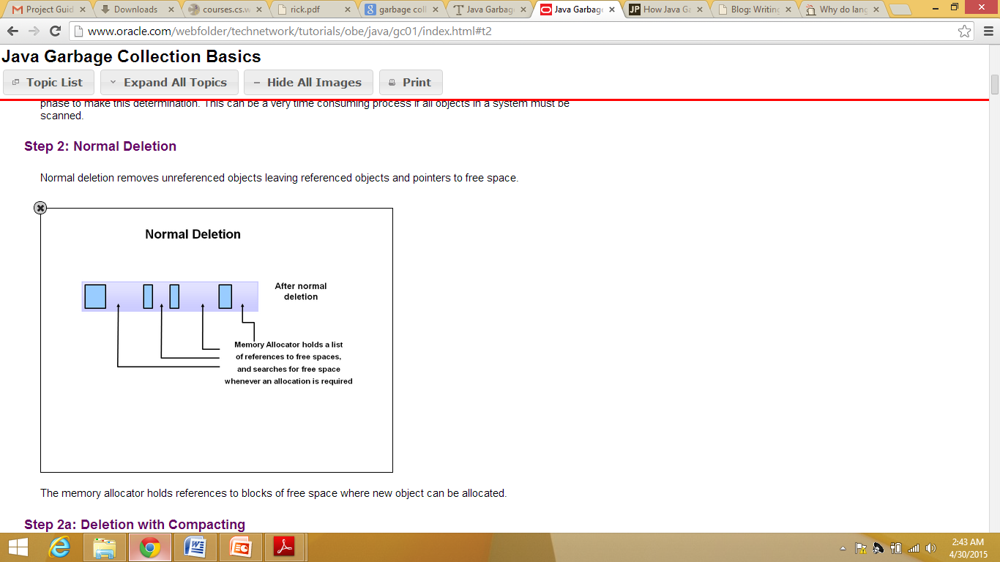 Project Guid
Downloads
courses.cs.w
rick.pdf
garbage coll
Java Garbag
Java Garbage
How Java Ga
Blog: Writing
Why do lang
www.oracle.com/webfolder/technetwork/tutorials/obe/java/gc01/index.html#t2
Java Garbage Collection Basics
Topic List
Expand All Topics
Hide All Images
Print
phase to make this determination. This can be a very time consuming process if all objects in a system must be
scanned.
Step 2: Normal Deletion
Normal deletion removes unreferenced objects leaving referenced objects and pointers to free space.
Normal Deletion
After normal
deletion
Memory Allocator holds a list
of references to free spaces,
and searches for free space
whenever an allocation is required
The memory allocator holds references to blocks of free space where new object can be allocated.
Step 2a: Deletion with Compacting
2:43 AM
4/30/2015